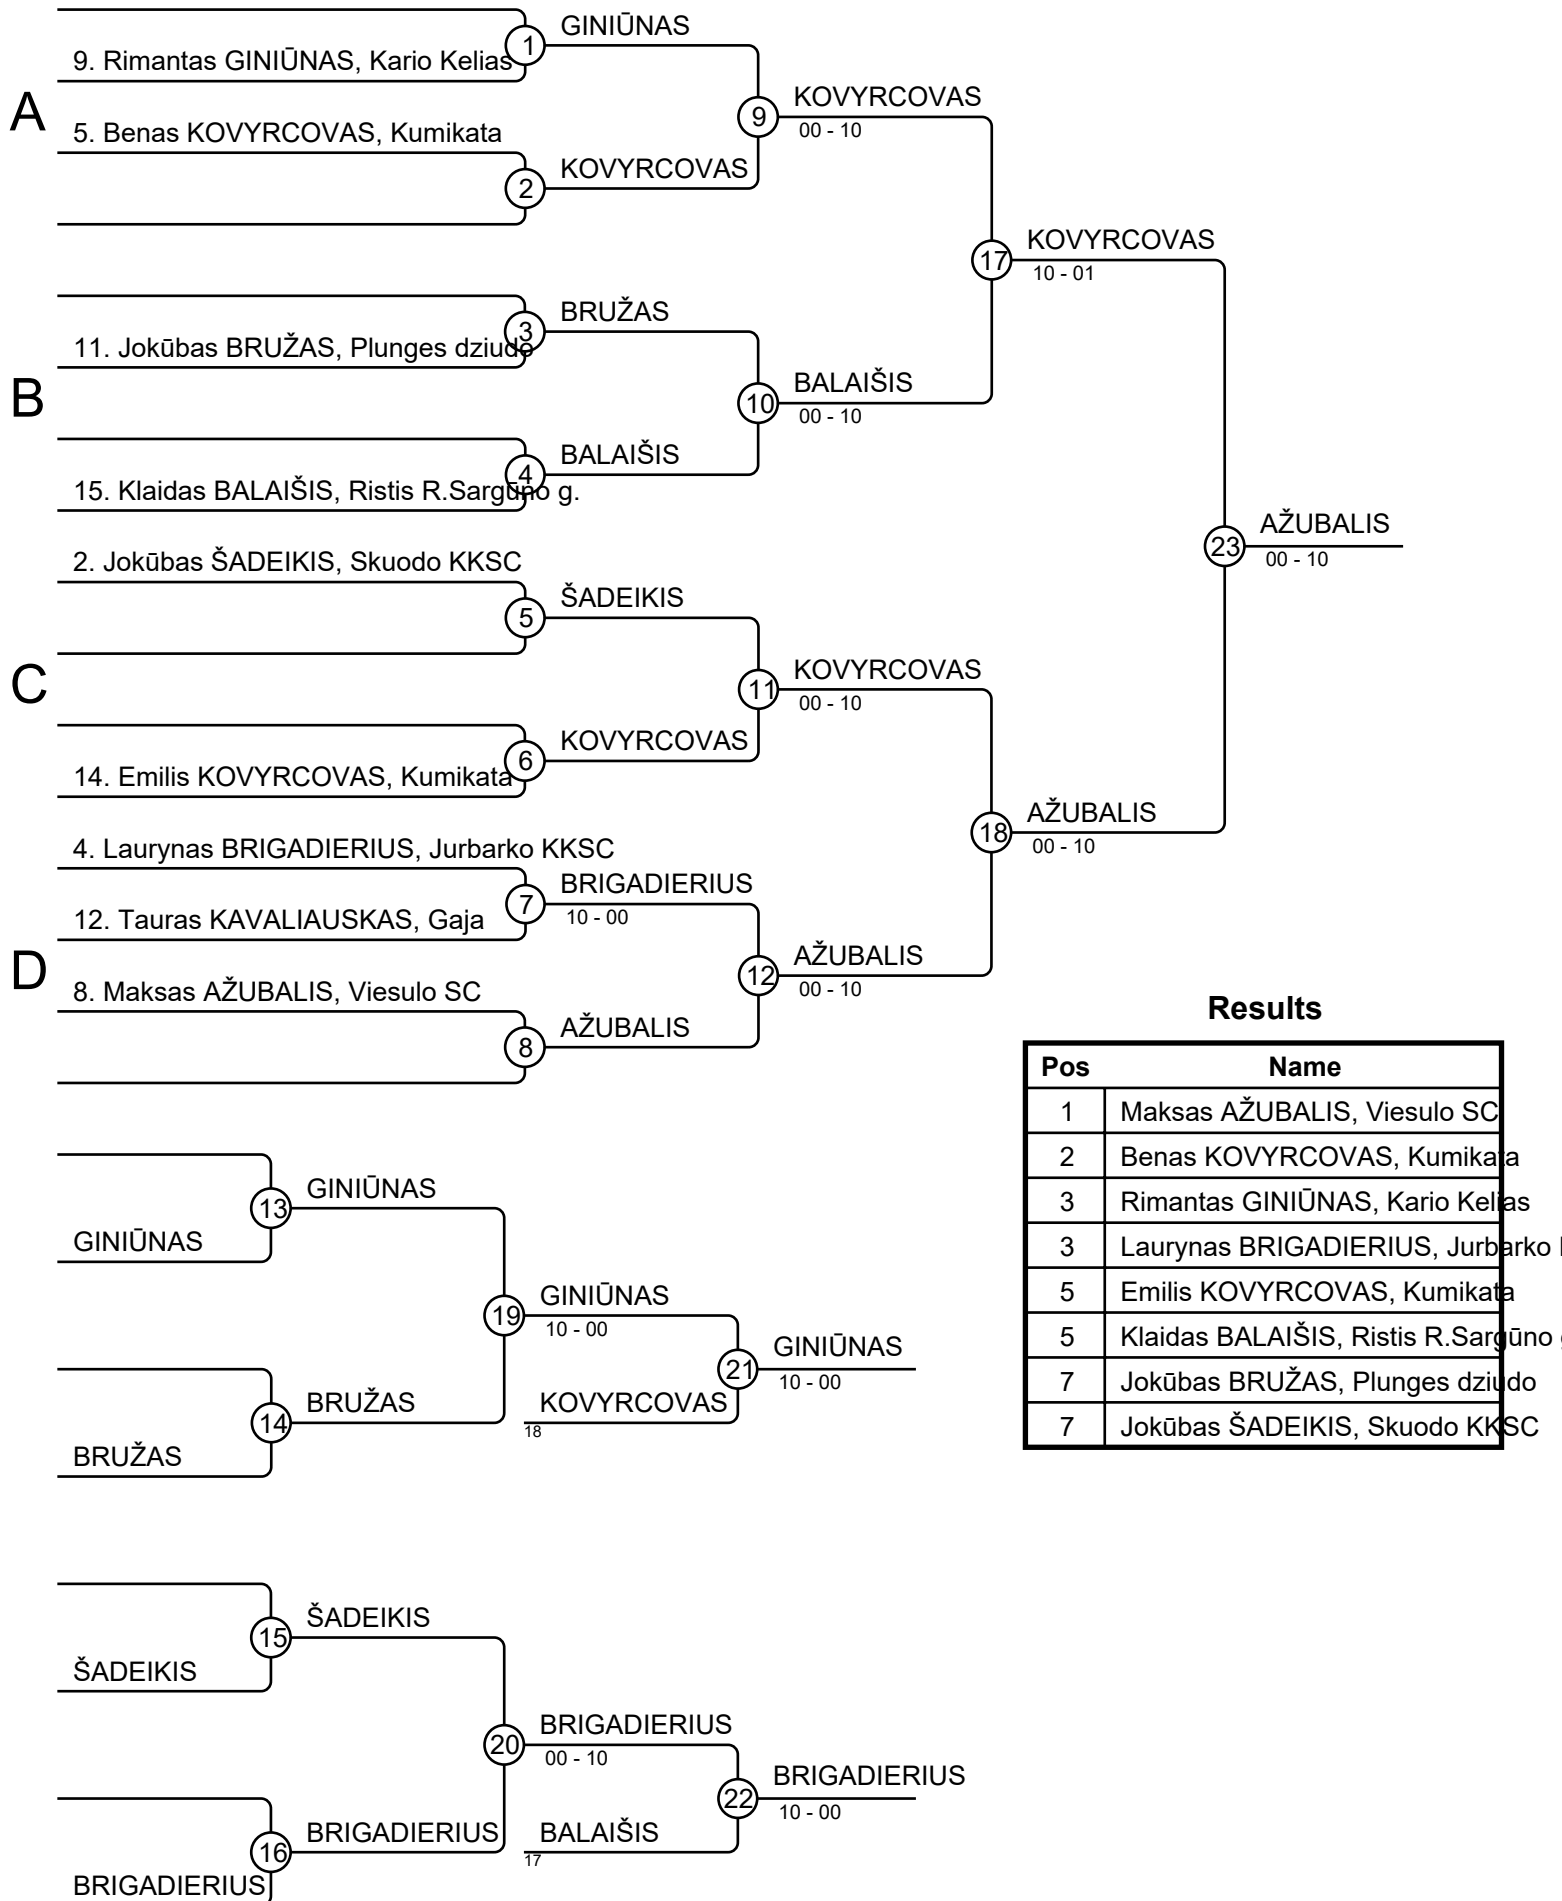 GINIŪNAS
1
9. Rimantas GINIŪNAS, Kario Kelias
A
KOVYRCOVAS
9
00 - 10
5. Benas KOVYRCOVAS, Kumikata
KOVYRCOVAS
2
KOVYRCOVAS
17
10 - 01
BRUŽAS
3
11. Jokūbas BRUŽAS, Plunges dziudo
B
BALAIŠIS
10
00 - 10
BALAIŠIS
4
15. Klaidas BALAIŠIS, Ristis R.Sargūno g.
AŽUBALIS
23
00 - 10
2. Jokūbas ŠADEIKIS, Skuodo KKSC
ŠADEIKIS
5
C
KOVYRCOVAS
11
00 - 10
KOVYRCOVAS
6
14. Emilis KOVYRCOVAS, Kumikata
AŽUBALIS
18
00 - 10
4. Laurynas BRIGADIERIUS, Jurbarko KKSC
BRIGADIERIUS
7
10 - 00
12. Tauras KAVALIAUSKAS, Gaja
D
AŽUBALIS
12
00 - 10
8. Maksas AŽUBALIS, Viesulo SC
AŽUBALIS
8
Results
Pos Name
1 Maksas AŽUBALIS, Viesulo SC
2 Benas KOVYRCOVAS, Kumikata
3 Rimantas GINIŪNAS, Kario Kelias
3 Laurynas BRIGADIERIUS, Jurbarko
5 Emilis KOVYRCOVAS, Kumikata
5 Klaidas BALAIŠIS, Ristis R.Sargūno
7 Jokūbas BRUŽAS, Plunges dziudo
7 Jokūbas ŠADEIKIS, Skuodo KKSC
GINIŪNAS
13
GINIŪNAS
GINIŪNAS
19
10 - 00
GINIŪNAS
21
10 - 00
BRUŽAS
14
KOVYRCOVAS
18
BRUŽAS
ŠADEIKIS
15
ŠADEIKIS
BRIGADIERIUS
20
00 - 10
BRIGADIERIUS
22
10 - 00
BRIGADIERIUS
16
BALAIŠIS
17
BRIGADIERIUS